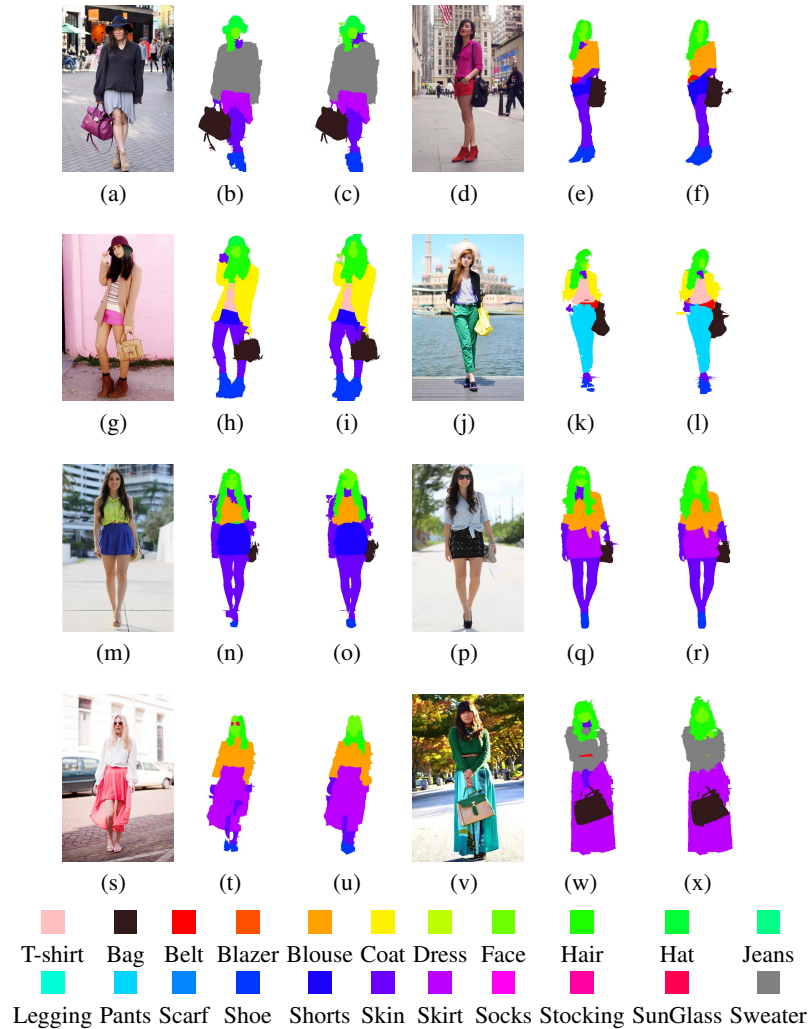 (a) (b) (c) (d) (e) (f)
(g) (h) (i) (j) (k) (l)
(m) (n) (o) (p) (q) (r)
(s) (t) (u) (v) (w) (x)
T-shirt Bag Belt Blazer Blouse Coat Dress Face Hair Hat Jeans
Legging Pants Scarf Shoe Shorts Skin Skirt Socks Stocking SunGlass Sweater